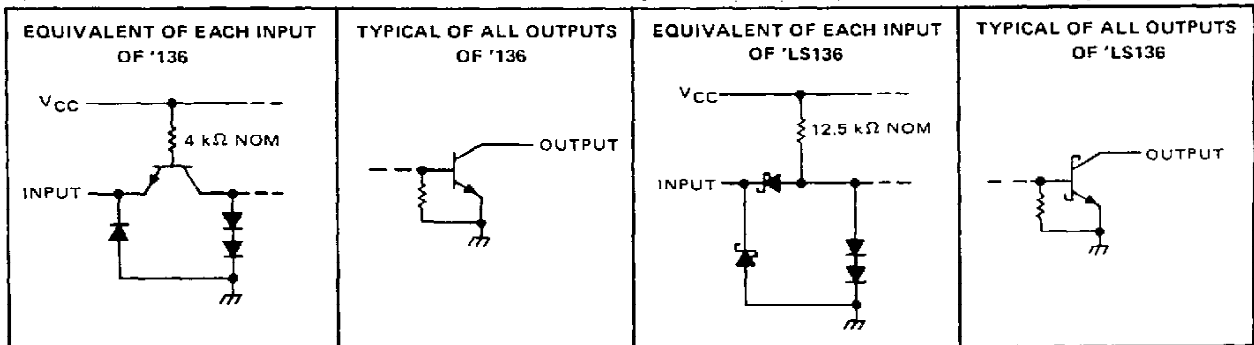 EQUIVALENT OF EACH INPUT
OF '136
VCC
4 kΩ NOM
INPUT
TYPICAL OF ALL OUTPUTS
OF '136
OUTPUT
EQUIVALENT OF EACH INPUT
OF 'LS136
VCC
12.5 kΩ NOM
INPUT
TYPICAL OF ALL OUTPUTS
OF 'LS136
OUTPUT